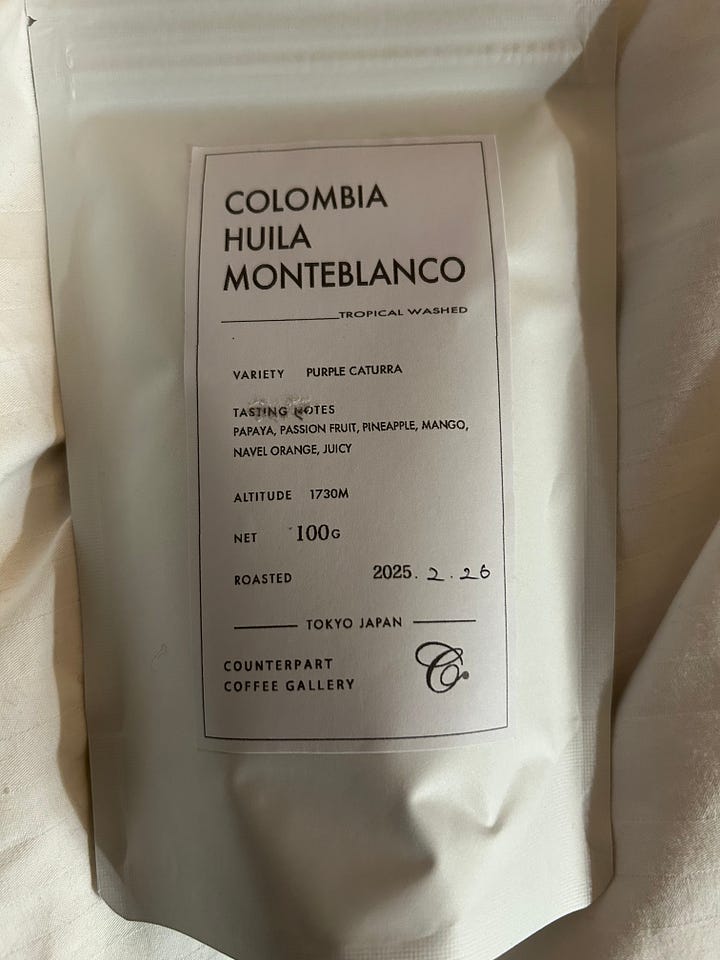 COLOMBIA
HUILA
MONTEBLANCO
TROPICAL WASHED
VARIETY PURPLE CATURRA
TASTING NOTES
PAPAYA, PASSION FRUIT, PINEAPPLE, MANGO,
NAVEL ORANGE, JUICY
ALTITUDE 1730M
NET 100G
ROASTED 2025. 2. 26
TOKYO JAPAN
COUNTERPART
COFFEE GALLERY
C.